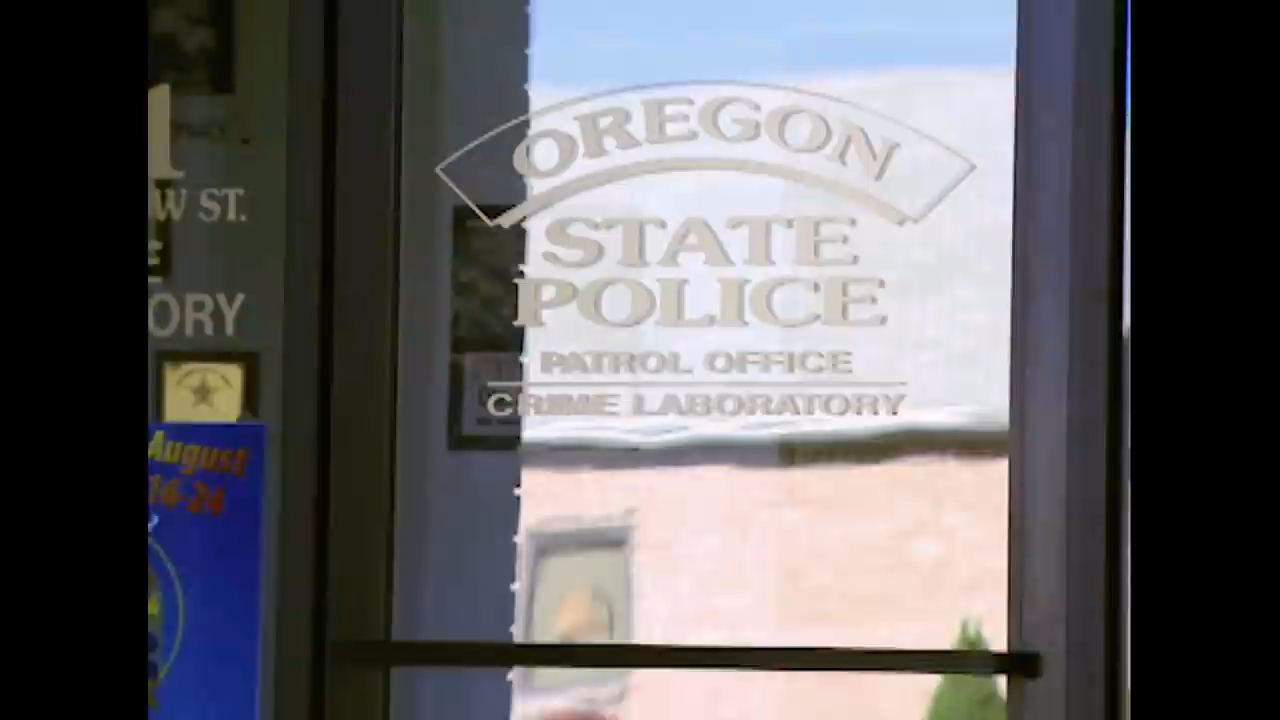 W ST.
E
ORY
August
16-24
OREGON
STATE
POLICE
PATROL OFFICE
CRIME LABORATORY